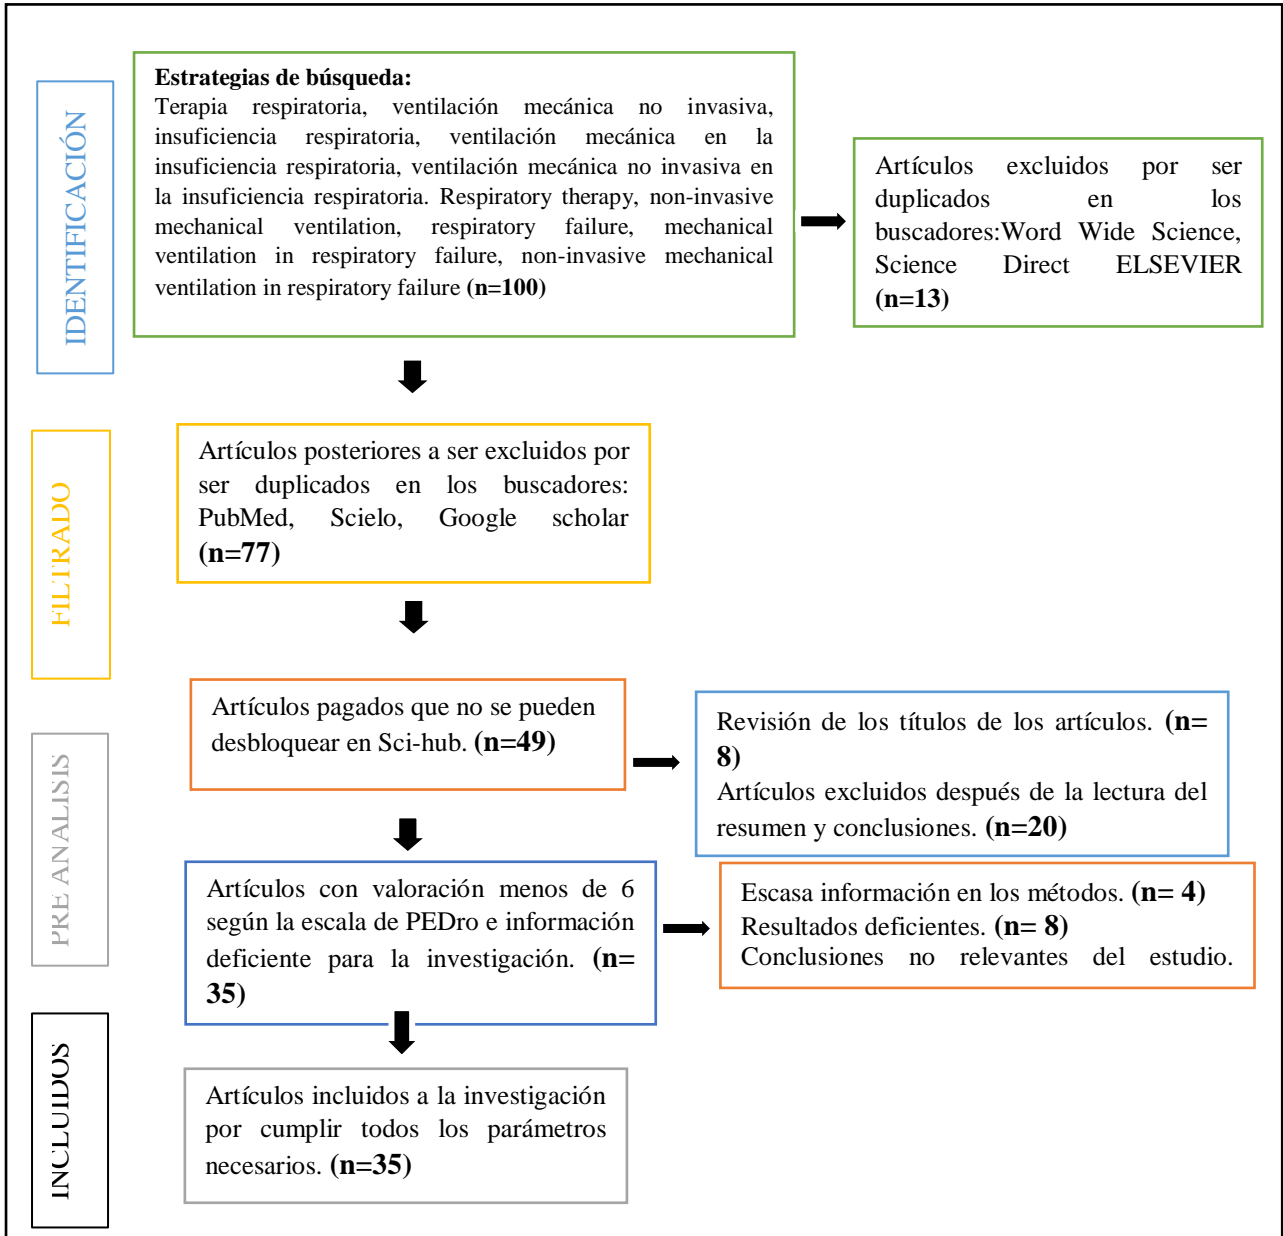 IDENTIFICACIÓN
Estrategias de búsqueda:
Terapia respiratoria, ventilación mecánica no invasiva,
insuficiencia respiratoria, ventilación mecánica en la
insuficiencia respiratoria, ventilación mecánica no invasiva en
la insuficiencia respiratoria. Respiratory therapy, non-invasive
mechanical ventilation, respiratory failure, mechanical
ventilation in respiratory failure, non-invasive mechanical
ventilation in respiratory failure (n=100)
Artículos excluidos por ser
duplicados en los
buscadores:Word Wide Science,
Science Direct ELSEVIER
(n=13)
FILTRADO
Artículos posteriores a ser excluidos por
ser duplicados en los buscadores:
PubMed, Scielo, Google scholar
(n=77)
PRE ANALISIS
Artículos pagados que no se pueden
desbloquear en Sci-hub. (n=49)
Revisión de los títulos de los artículos. (n=
8)
Artículos excluidos después de la lectura del
resumen y conclusiones. (n=20)
Artículos con valoración menos de 6
según la escala de PEDro e información
deficiente para la investigación. (n=
35)
Escasa información en los métodos. (n= 4)
Resultados deficientes. (n= 8)
Conclusiones no relevantes del estudio.
INCLUIDOS
Artículos incluidos a la investigación
por cumplir todos los parámetros
necesarios. (n=35)